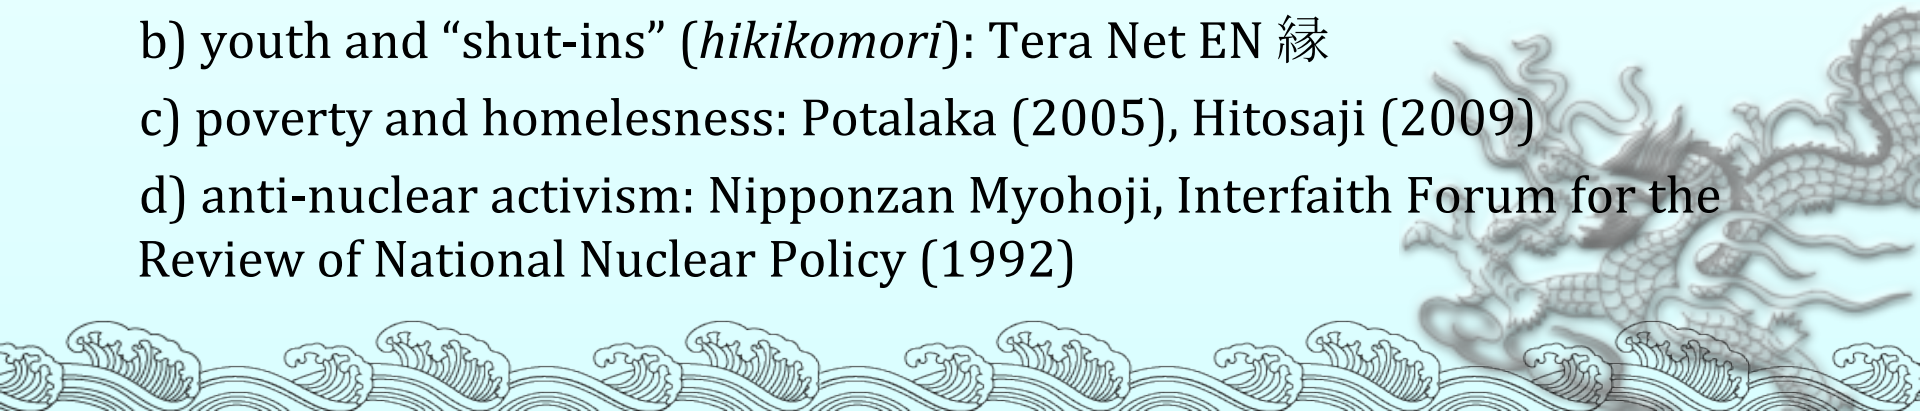 b) youth and “shut-ins” (hikikomori): Tera Net EN 縁
c) poverty and homelesness: Potalaka (2005), Hitosaji (2009)
d) anti-nuclear activism: Nipponzan Myohoji, Interfaith Forum for the
Review of National Nuclear Policy (1992)